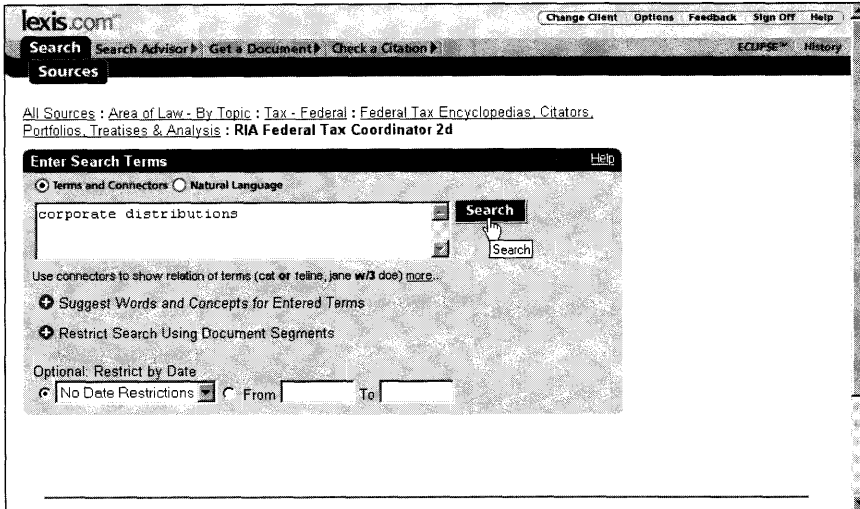 lexis.com™
Change Client Options Feedback Sign Off Help
Search Search Advisor Get a Document Check a Citation ECLIPSE™ History
Sources
All Sources : Area of Law - By Topic : Tax - Federal : Federal Tax Encyclopedias, Citators,
Portfolios, Treatises & Analysis : RIA Federal Tax Coordinator 2d
Enter Search Terms Help
Terms and Connectors Natural Language
corporate distributions Search
Search
Use connectors to show relation of terms (cat or feline, jane w/3 doe) more...
Suggest Words and Concepts for Entered Terms
Restrict Search Using Document Segments
Optional: Restrict by Date
No Date Restrictions From To